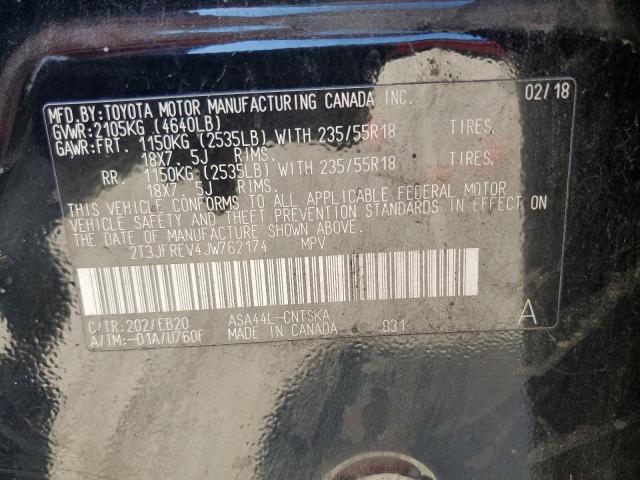 MFD.BY:TOYOTA MOTOR MANUFACTURING CANADA INC. 02/18
GVWR:2105KG (4640LB)
GAWR:FRT. 1150KG (2535LB) WITH 235/55R18 TIRES,
18X7.5J RIMS.
RR. 1150KG (2535LB) WITH 235/55R18 TIRES,
18X7.5J RIMS.
THIS VEHICLE CONFORMS TO ALL APPLICABLE FEDERAL MOTOR
VEHICLE SAFETY AND THEFT PREVENTION STANDARDS IN EFFECT ON
THE DATE OF MANUFACTURE SHOWN ABOVE.
2T3JFREV4JW762174 MPV
C/TR:202/EB20 ASA44L-CNTSKA A
A/TM:-01A/U760F MADE IN CANADA 831